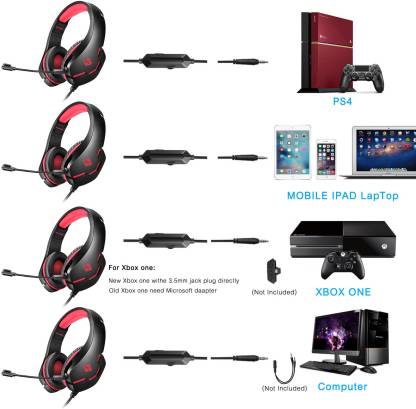 PS4
MOBILE IPAD LapTop
For Xbox one:
New Xbox one withe 3.5mm jack plug directly
Old Xbox one need Microsoft daapter
(Not Included)
XBOX ONE
(Not Included)
Computer